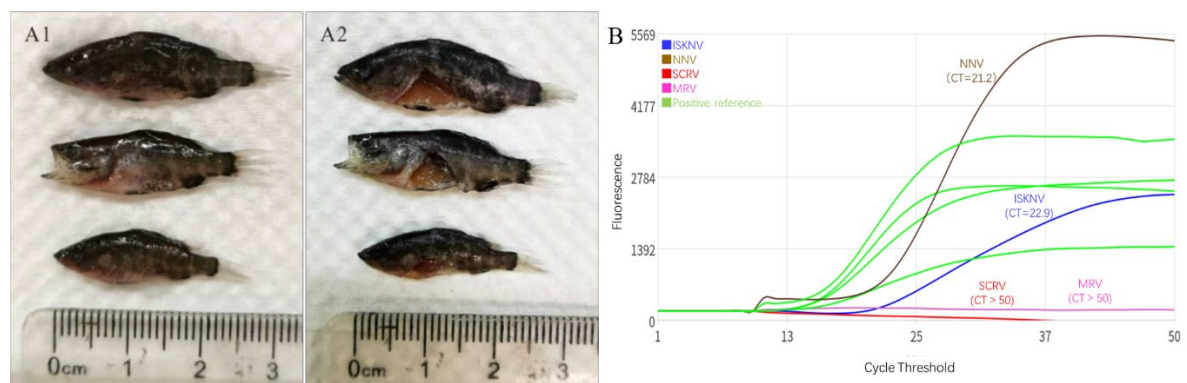 A1
0cm 1 2 3
A2
0cm 1 2 3
B
Fluorescence
5569
4177
2784
1392
0
ISKNV
NNV
SCRV
MRV
Positive reference
NNV
(CT=21.2)
ISKNV
(CT=22.9)
SCRV
(CT > 50)
MRV
(CT > 50)
1 13 25 37 50
Cycle Threshold